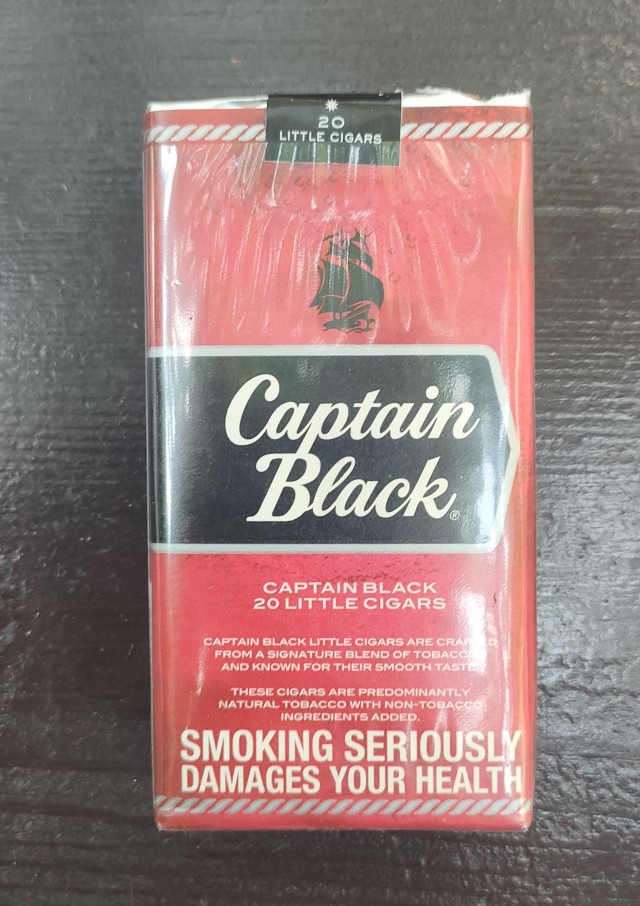 20
LITTLE CIGARS
Captain
Black®
CAPTAIN BLACK
20 LITTLE CIGARS
CAPTAIN BLACK LITTLE CIGARS ARE CRAFTED
FROM A SIGNATURE BLEND OF TOBACCO
AND KNOWN FOR THEIR SMOOTH TASTE
THESE CIGARS ARE PREDOMINANTLY
NATURAL TOBACCO WITH NON-TOBACCO
INGREDIENTS ADDED.
SMOKING SERIOUSLY
DAMAGES YOUR HEALTH